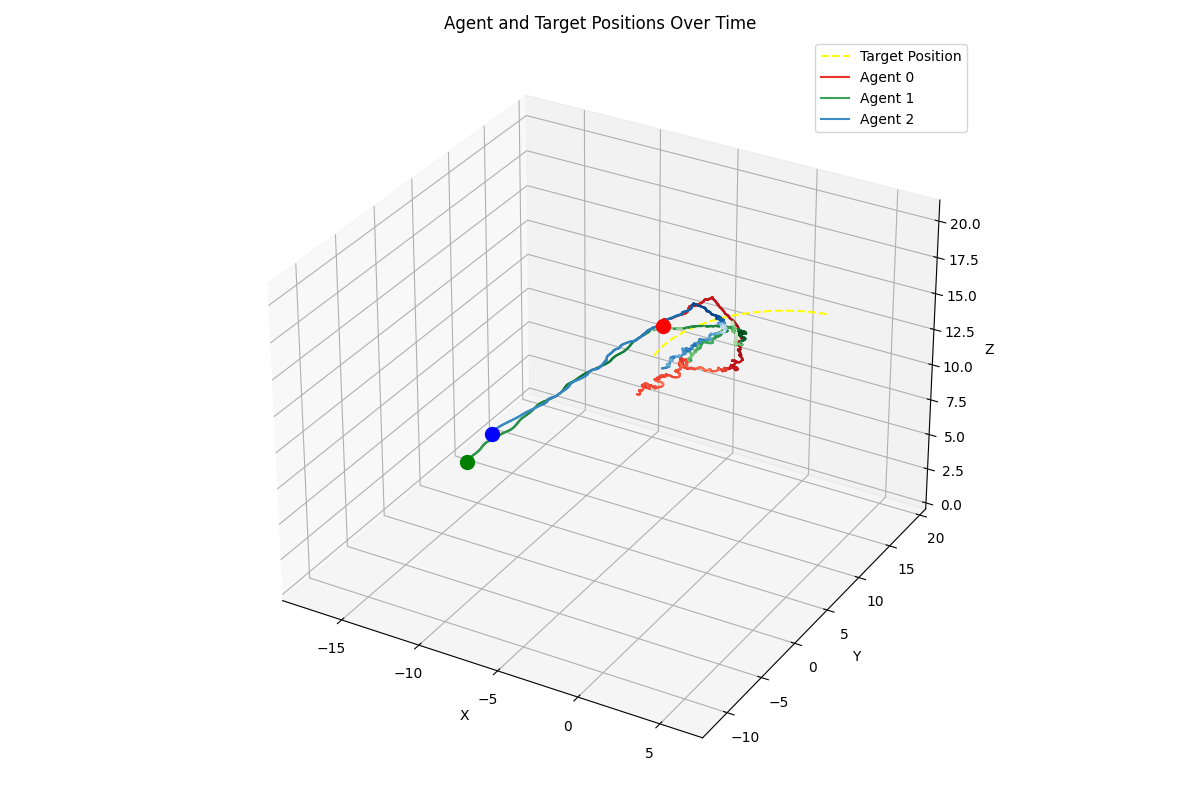 Agent and Target Positions Over Time
Target Position
Agent 0
Agent 1
Agent 2
20.0
17.5
15.0
12.5
10.0
7.5
5.0
2.5
0.0
Z
20
15
10
5
0
−5
−10
Y
−15
−10
−5
0
5
X